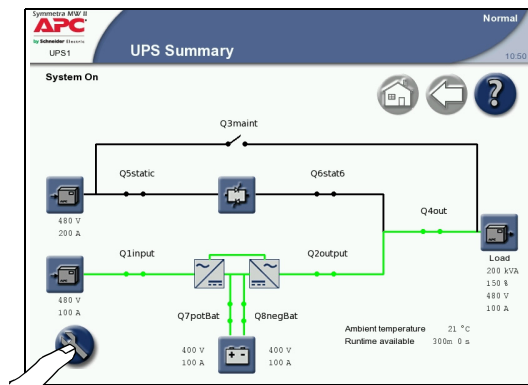 Symmetra MW II
APC
by Schneider Electric
UPS1
UPS Summary
Normal
10:50
System On
?
Q3maint
Q5static
Q6stat6
480 V
200 A
Q4out
Q1input
Q2output
Load
200 kVA
150 %
480 V
100 A
480 V
100 A
Q7potBat
Q8negBat
400 V
100 A
400 V
100 A
Ambient temperature 21 °C
Runtime available 300m 0 s